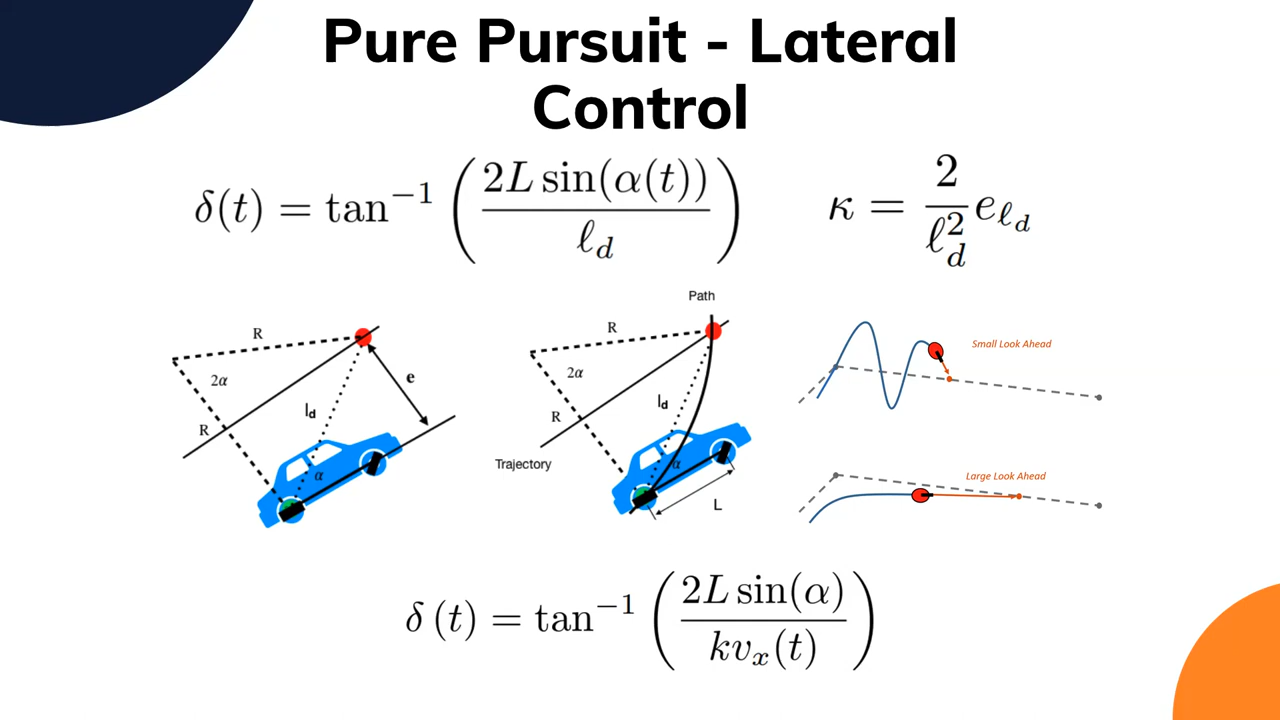 Pure Pursuit - Lateral
Control
δ(t) = tan⁻¹ (2L sin(α(t)) / ℓ_d)
κ = 2 / ℓ_d² e_ℓ_d
R
2α
R
l_d
e
α
Path
R
2α
R
l_d
α
Trajectory
L
Small Look Ahead
Large Look Ahead
δ (t) = tan⁻¹ (2L sin(α) / kv_x(t))